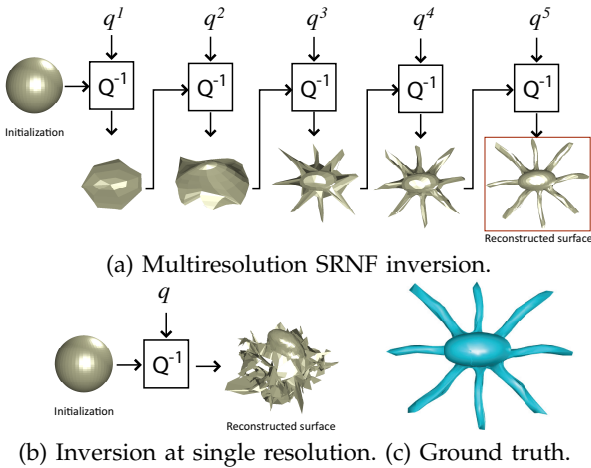 q¹ q² q³ q⁴ q⁵
Q⁻¹ Q⁻¹ Q⁻¹ Q⁻¹ Q⁻¹
Initialization
Reconstructed surface
(a) Multiresolution SRNF inversion.
q
Q⁻¹
Initialization
Reconstructed surface
(b) Inversion at single resolution. (c) Ground truth.